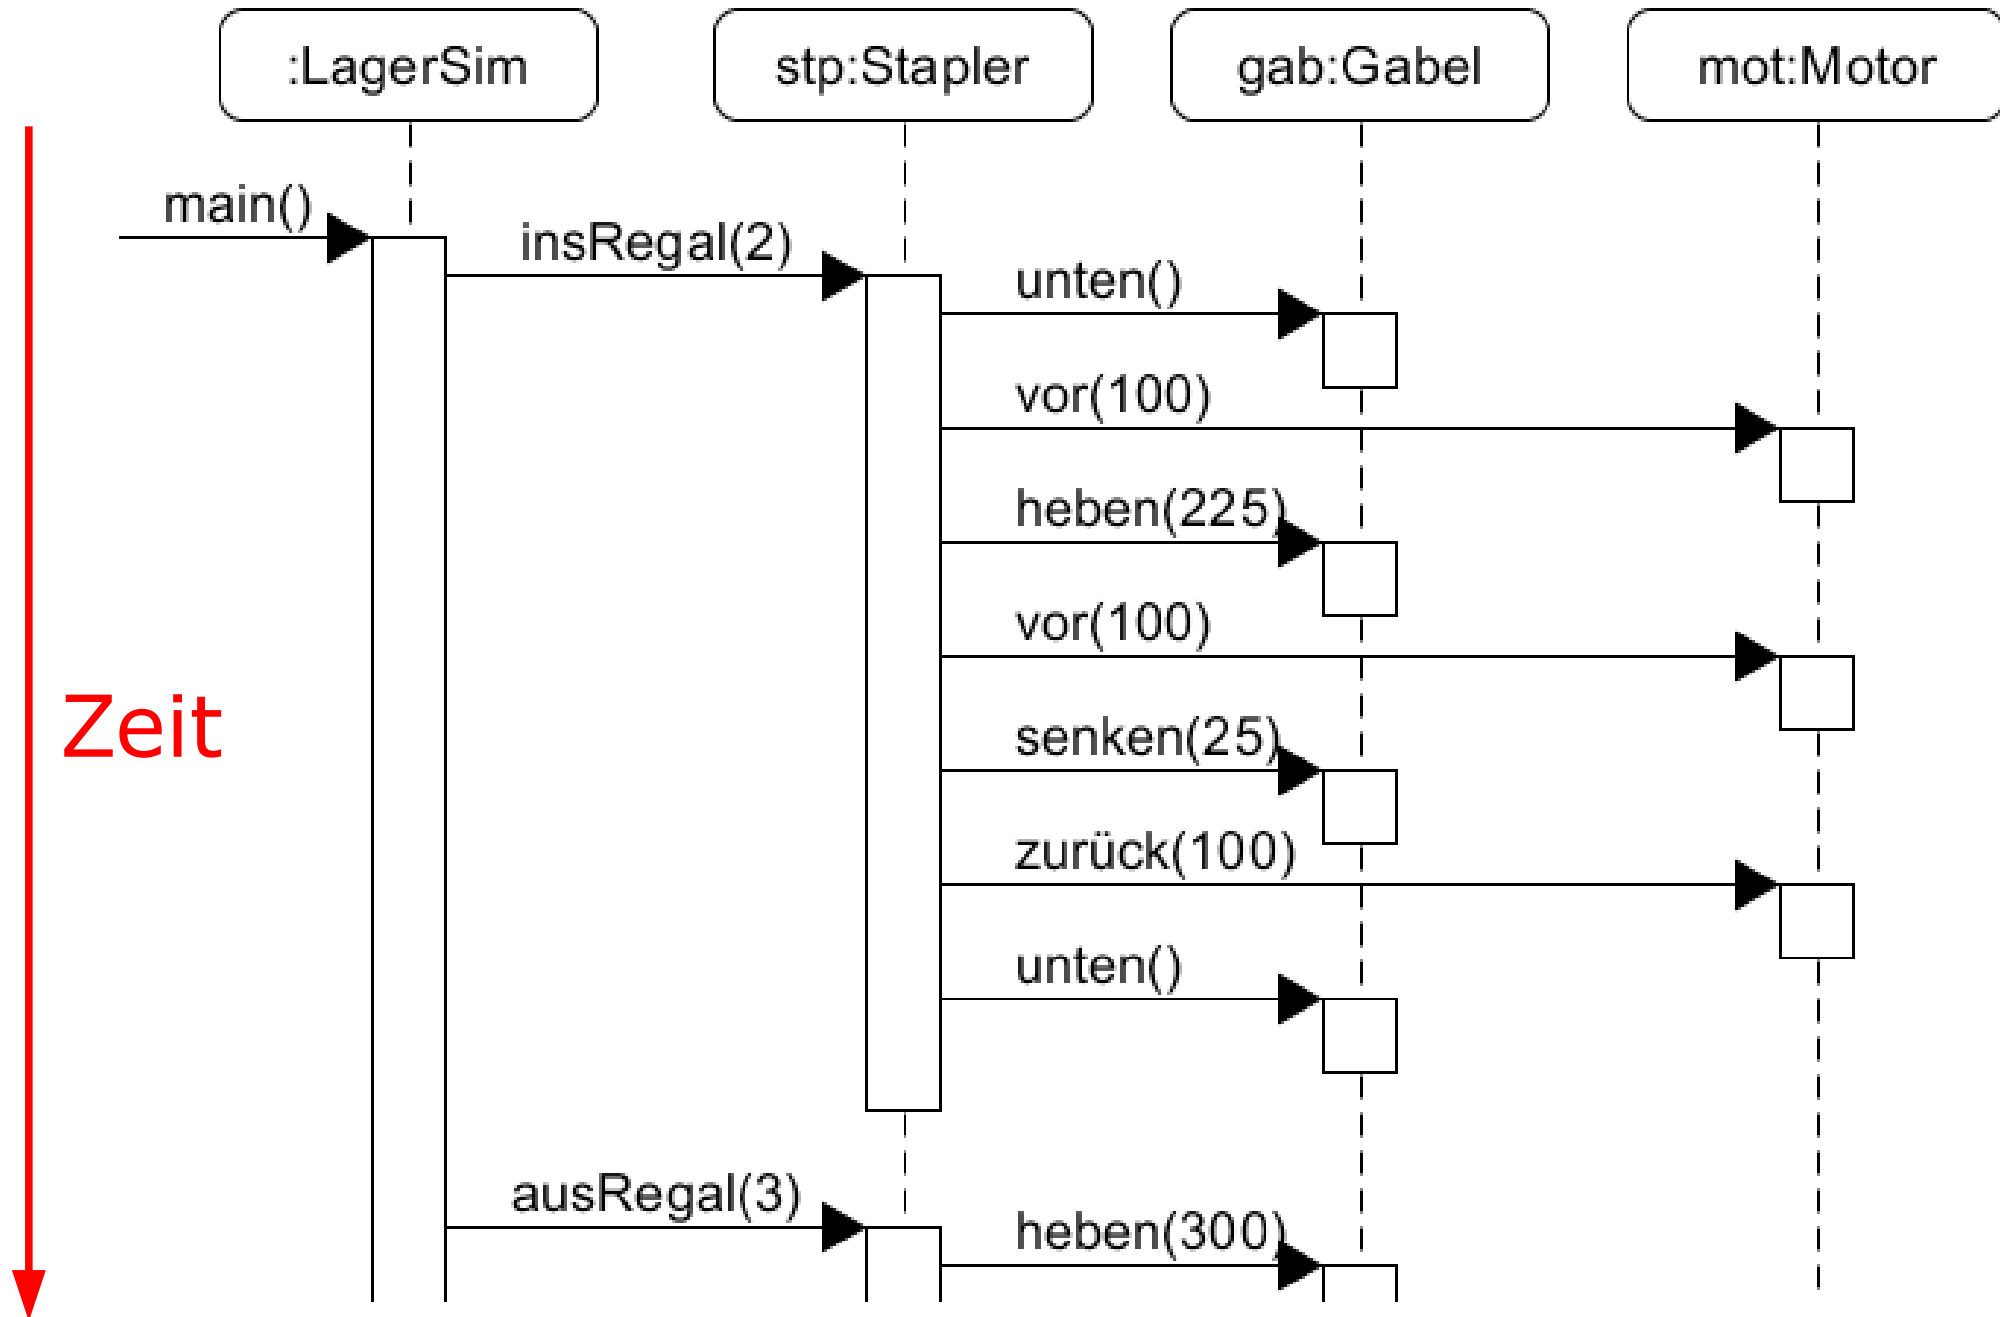 :LagerSim
stp:Stapler
gab:Gabel
mot:Motor
main()
insRegal(2)
unten()
vor(100)
heben(225)
vor(100)
Zeit
senken(25)
zurück(100)
unten()
ausRegal(3)
heben(300)